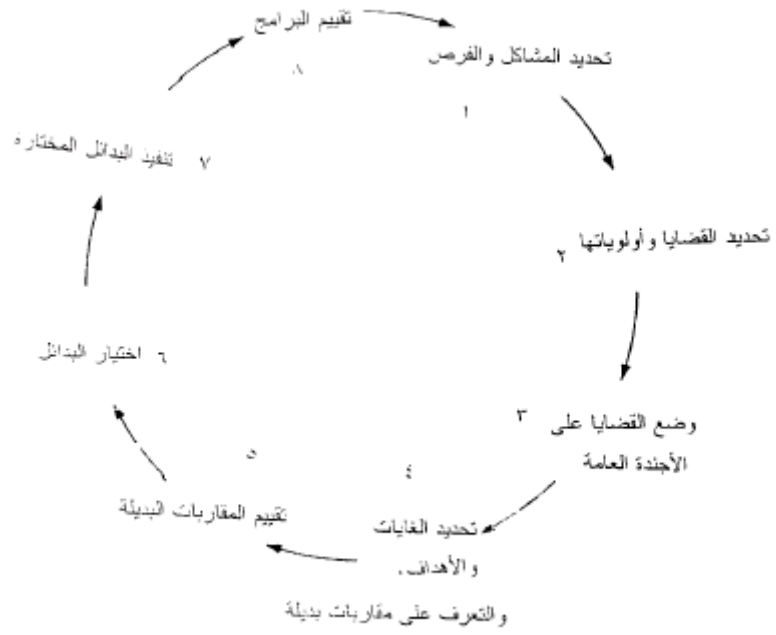 تحديد المشاكل والفرص
١
تحديد القضايا وأولوياتها
٢
وضع القضايا على
الأجندة العامة
٣
تحديد الغايات
والأهداف.
والتعرف على مقاربات بديلة
٤
تقييم المقاربات البديلة
٥
اختيار البدائل
٦
تنفيذ البدائل المختارة
٧
تقييم البرامج
٨